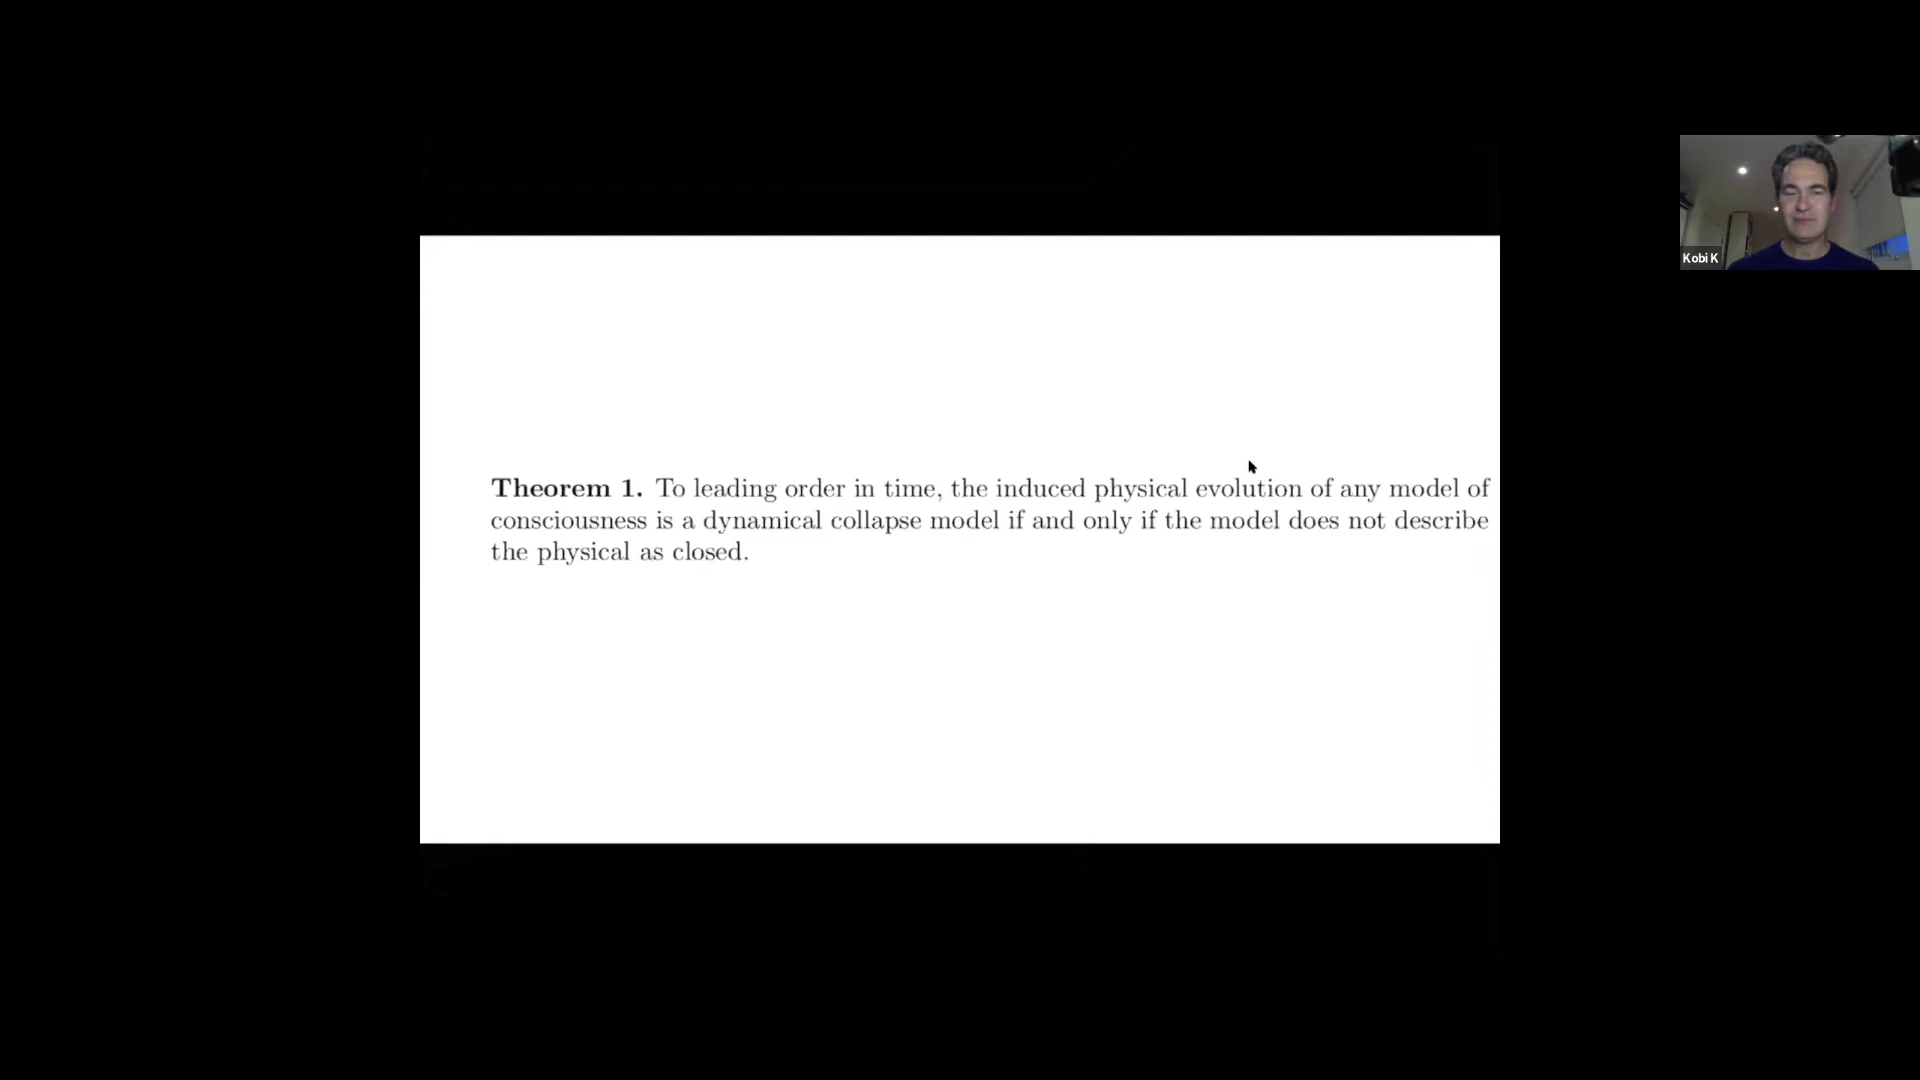 Theorem 1. To leading order in time, the induced physical evolution of any model of
consciousness is a dynamical collapse model if and only if the model does not describe
the physical as closed.
Kobi K